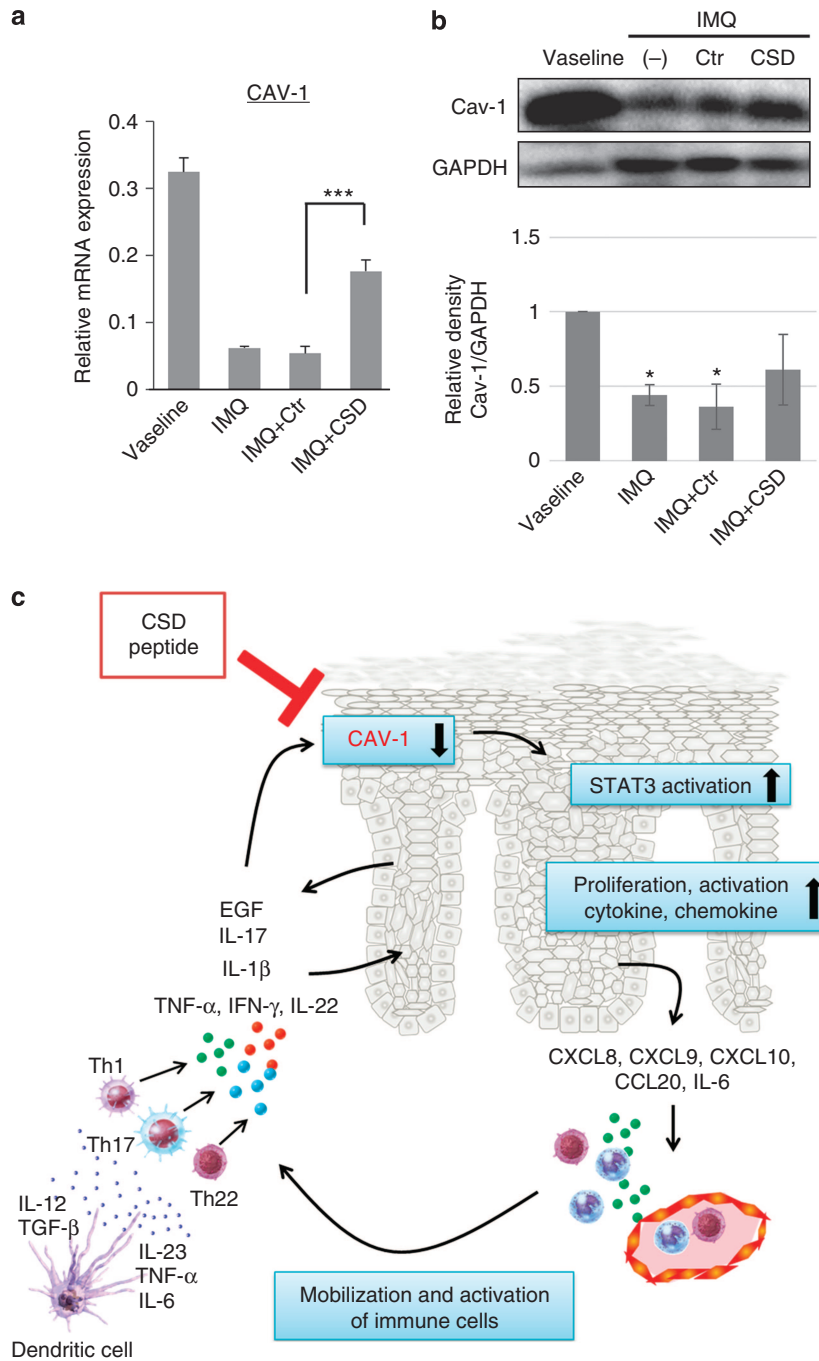 a
CAV-1
Relative mRNA expression
0.4
0.3
0.2
0.1
0
***
Vaseline
IMQ
IMQ+Ctr
IMQ+CSD
b
IMQ
Vaseline (–) Ctr CSD
Cav-1
GAPDH
Relative density
Cav-1/GAPDH
1.5
1
0.5
0
*
*
Vaseline
IMQ
IMQ+Ctr
IMQ+CSD
c
CSD
peptide
CAV-1
STAT3 activation
Proliferation, activation
cytokine, chemokine
EGF
IL-17
IL-1β
TNF-α, IFN-γ, IL-22
Th1
Th17
Th22
IL-12
TGF-β
IL-23
TNF-α
IL-6
Dendritic cell
CXCL8, CXCL9, CXCL10,
CCL20, IL-6
Mobilization and activation
of immune cells